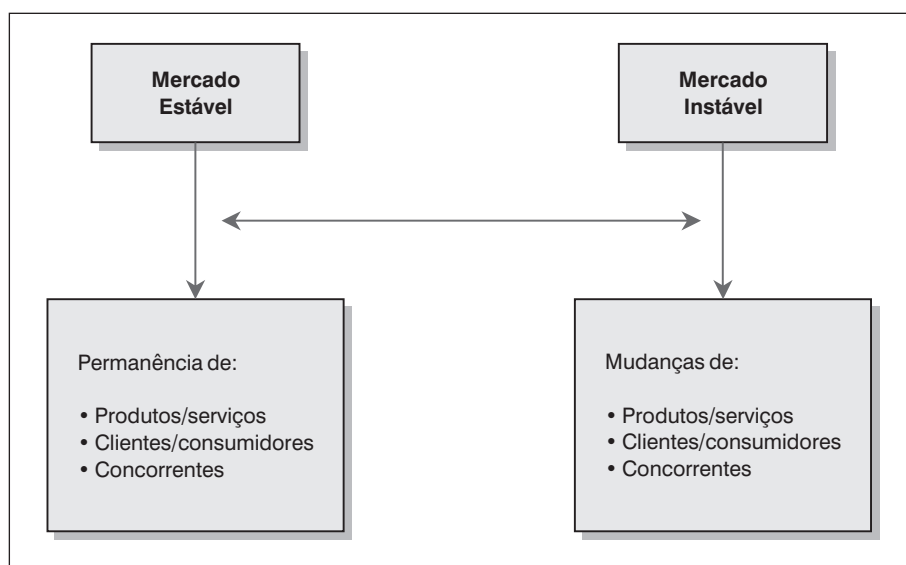 Mercado
Estável
Mercado
Instável
Permanência de:
• Produtos/serviços
• Clientes/consumidores
• Concorrentes
Mudanças de:
• Produtos/serviços
• Clientes/consumidores
• Concorrentes